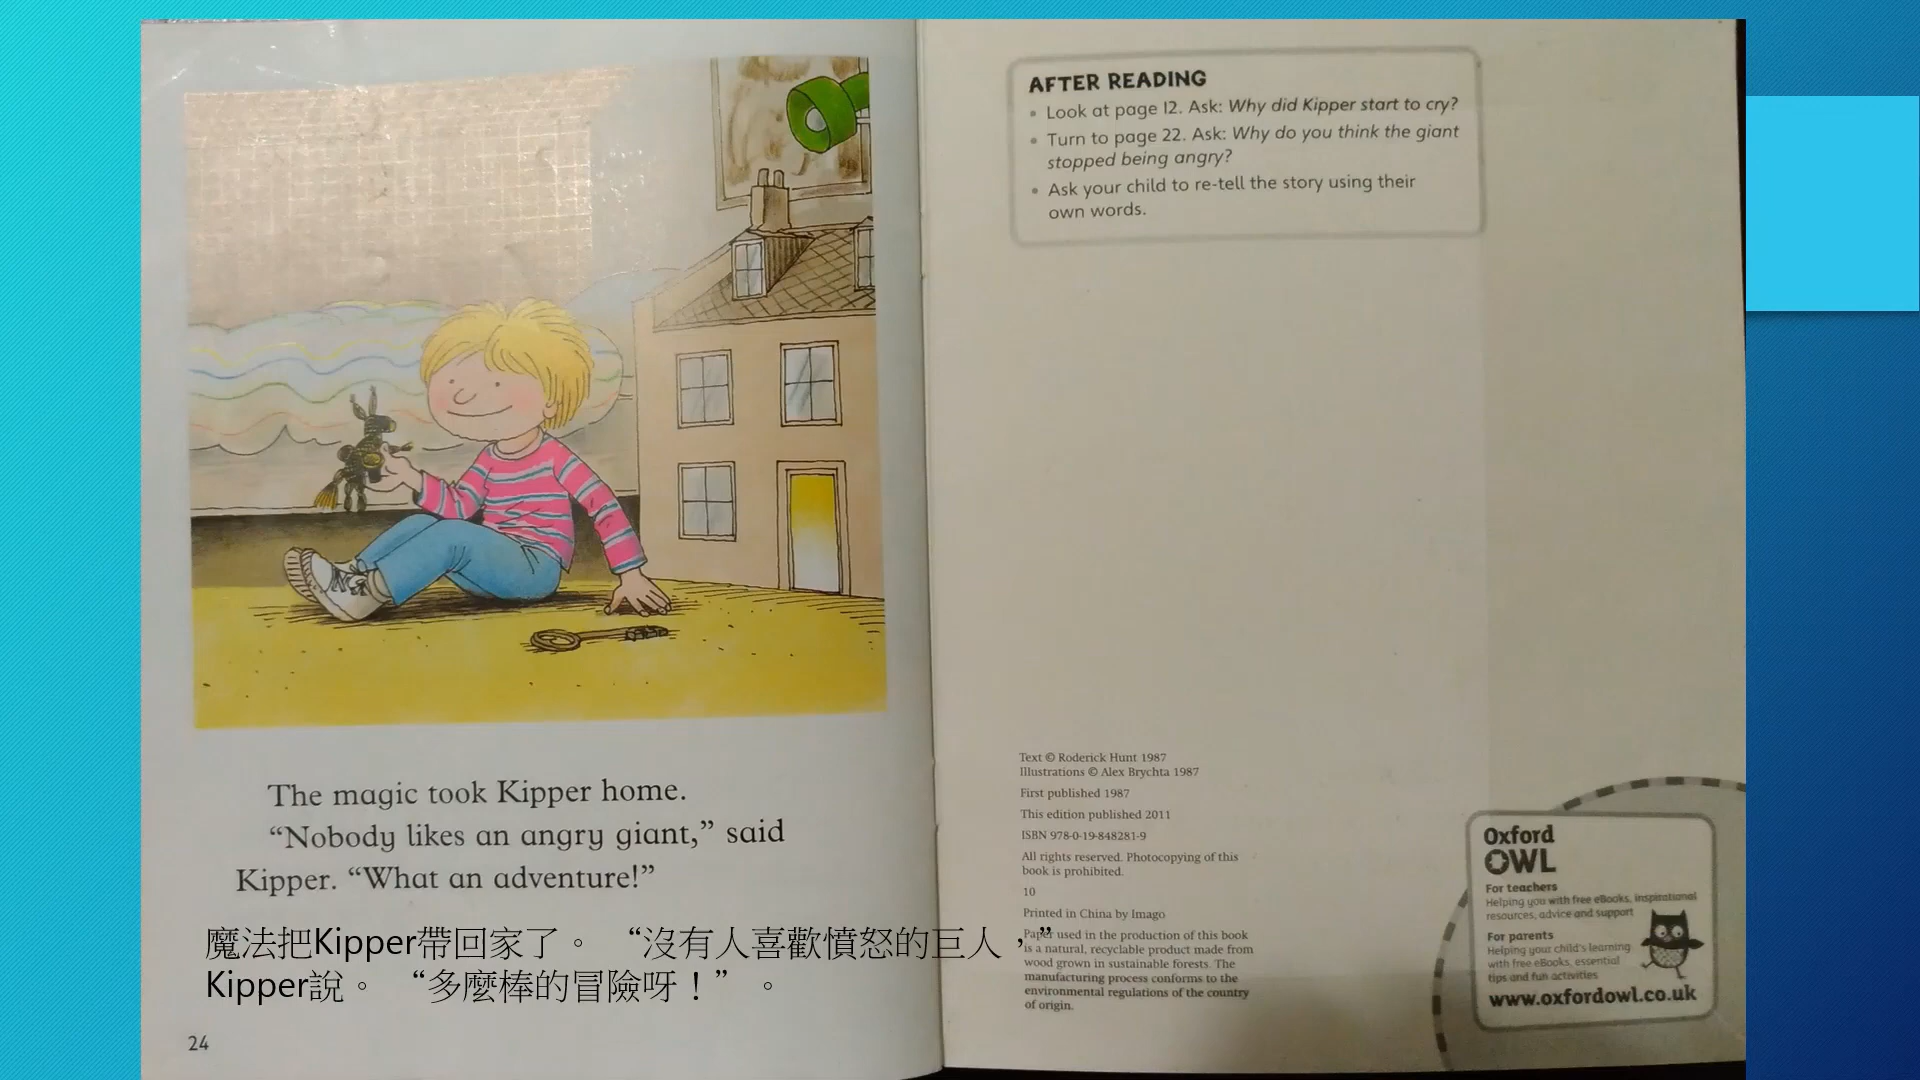 The magic took Kipper home.
“Nobody likes an angry giant,” said
Kipper. “What an adventure!”
魔法把Kipper帶回家了。 “沒有人喜歡憤怒的巨人，”
Kipper說。 “多麼棒的冒險呀！” 。
24
AFTER READING
• Look at page 12. Ask: Why did Kipper start to cry?
• Turn to page 22. Ask: Why do you think the giant
stopped being angry?
• Ask your child to re-tell the story using their
own words.
Text © Roderick Hunt 1987
Illustrations © Alex Brychta 1987
First published 1987
This edition published 2011
ISBN 978-0-19-848281-9
All rights reserved. Photocopying of this
book is prohibited.
10
Printed in China by Imago
Paper used in the production of this book
is a natural, recyclable product made from
wood grown in sustainable forests. The
manufacturing process conforms to the
environmental regulations of the country
of origin.
Oxford
OWL
For teachers
Helping you with free eBooks, inspirational
resources, advice and support
For parents
Helping your child's learning
with free eBooks, essential
tips and fun activities
www.oxfordowl.co.uk